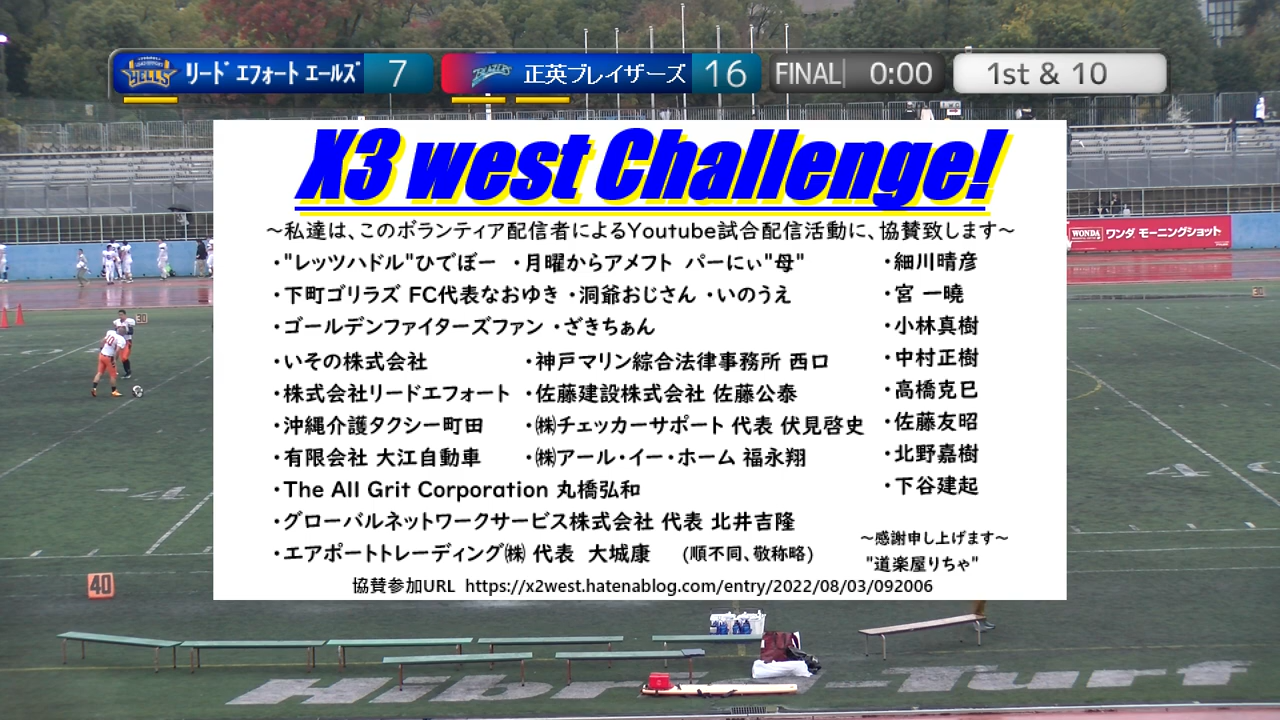 YELLS リード エフォート エールズ 7 BLAZERS 正英ブレイザーズ 16 FINAL 0:00 1st & 10
X3 west Challenge!
~私達は、このボランティア配信者によるYoutube試合配信活動に、協賛致します~
・"レッツハドル"ひでぼー ・月曜からアメフト パーにぃ"母" ・細川晴彦
・下町ゴリラズ FC代表なおゆき ・洞爺おじさん ・いのうえ ・宮 一曉
・ゴールデンファイターズファン ・ざきちぁん ・小林真樹
・いその株式会社 ・神戸マリン綜合法律事務所 西口 ・中村正樹
・株式会社リードエフォート ・佐藤建設株式会社 佐藤公泰 ・高橋克巳
・沖縄介護タクシー町田 ・㈱チェッカーサポート 代表 伏見啓史 ・佐藤友昭
・有限会社 大江自動車 ・㈱アール・イー・ホーム 福永翔 ・北野嘉樹
・The All Grit Corporation 丸橋弘和 ・下谷建起
・グローバルネットワークサービス株式会社 代表 北井吉隆
・エアポートトレーディング㈱ 代表 大城康 (順不同、敬称略)
~感謝申し上げます~
"道楽屋りちゃ"
協賛参加URL https://x2west.hatenablog.com/entry/2022/08/03/092006
WONDA ワンダ モーニングショット
30
30
4
4
40
Hibrid-Turf